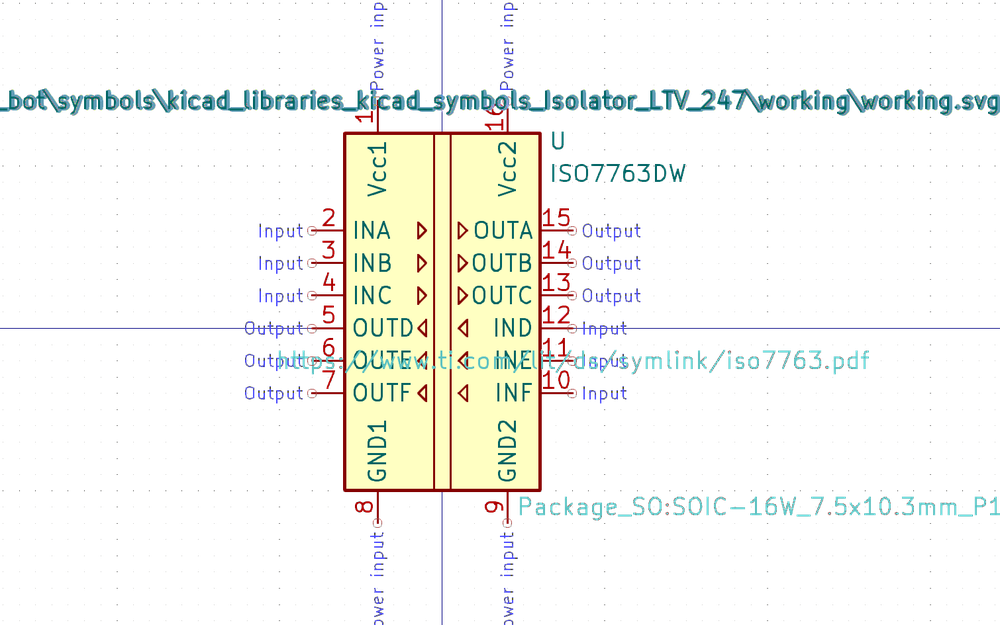 Power inp
Power inp
_bot\symbols\kicad_libraries_kicad_symbols_Isolator_LTV_247\working\working.svg
1
16
U
ISO7763DW
Vcc1
Vcc2
Input 2 INA OUTA 15 Output
Input 3 INB OUTB 14 Output
Input 4 INC OUTC 13 Output
Output 5 OUTD IND 12 Input
Output 6 OUTE INE 11 Input
https://www.ti.com/lit/ds/symlink/iso7763.pdf
Output 7 OUTF INF 10 Input
GND1
GND2
8
9
Package_SO:SOIC-16W_7.5x10.3mm_P1
ower input
ower input